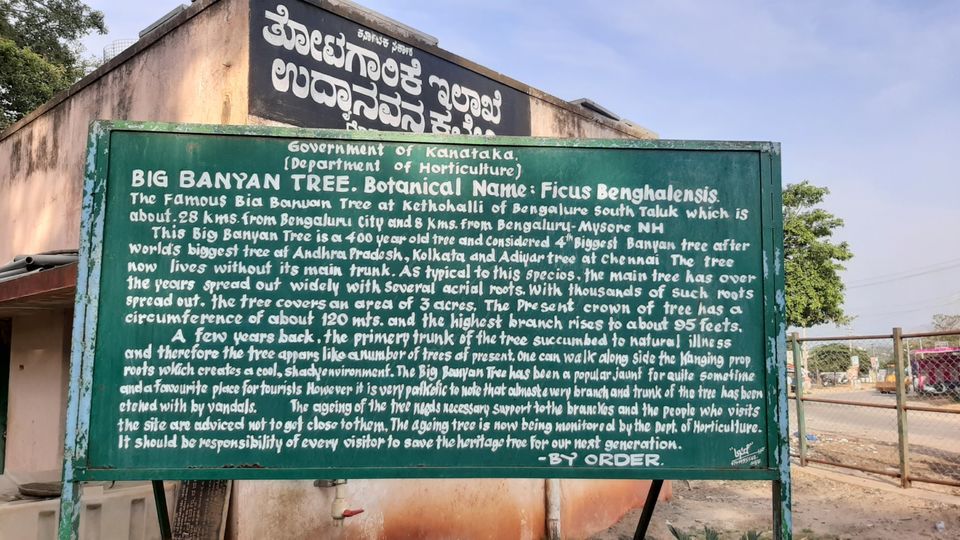 ಕರ್ನಾಟಕ ಸರ್ಕಾರ
ತೋಟಗಾರಿಕೆ ಇಲಾಖೆ
ಉದ್ಯಾನವನ
Government of Kanataka.
(Department of Horticulture)
BIG BANYAN TREE. Botanical Name: Ficus Benghalensis.
The Famous Bia Banyan Tree at Kethohalli of Bengalure South Taluk which is
about. 28 kms. from Bengaluru City and 8 kms. from Bengaluru-Mysore NH
This Big Banyan Tree is a 400 year old tree and Considered 4th Biggest Banyan tree after
world's biggest tree of Andhra Pradesh, Kolkata and Adiyar tree at Chennai The tree
now lives without its main trunk. As typical to this specios. the main tree has over
the years spread out widely with several acrial roots. With thousands of such roots
spread out. the tree covers an area of 3 acres. The Present crown of tree has a
circumference of about 120 mts. and the highest branch rises to about 95 feets.
A few years back. the primery trunk of the tree succumbed to natural illness
and therefore the tree appars like a number of trees of present. One can walk along side the Hanging prop
roots which creates a cool, shady environment. The Big Banyan Tree has been a popular jaunt for quite sometime
and a favourite place for tourists. However it is very pathetic to note that almost every branch and trunk of the tree has been
etched with by vandals. The ageing of the tree needs necessary support to the branches and the people who visits
the site are adviced not to get close to them. The ageing tree is now being monitored by the Dept. of Horticulture.
It should be responsibility of every visitor to save the heritage tree for our next generation.
-BY ORDER.